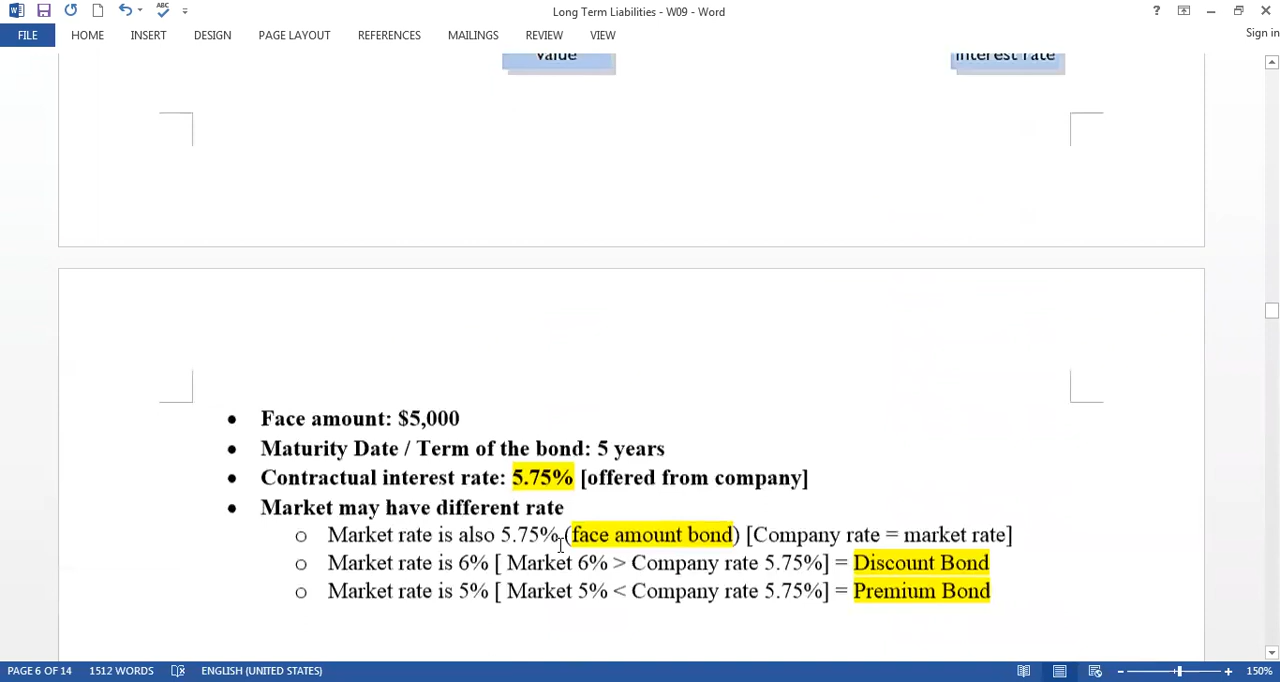 Long Term Liabilities - W09 - Word
?
Sign in
FILE HOME INSERT DESIGN PAGE LAYOUT REFERENCES MAILINGS REVIEW VIEW
value
interest rate
• Face amount: $5,000
• Maturity Date / Term of the bond: 5 years
• Contractual interest rate: 5.75% [offered from company]
• Market may have different rate
o Market rate is also 5.75% (face amount bond) [Company rate = market rate]
o Market rate is 6% [ Market 6% > Company rate 5.75%] = Discount Bond
o Market rate is 5% [ Market 5% < Company rate 5.75%] = Premium Bond
PAGE 6 OF 14 1512 WORDS ENGLISH (UNITED STATES) 150%